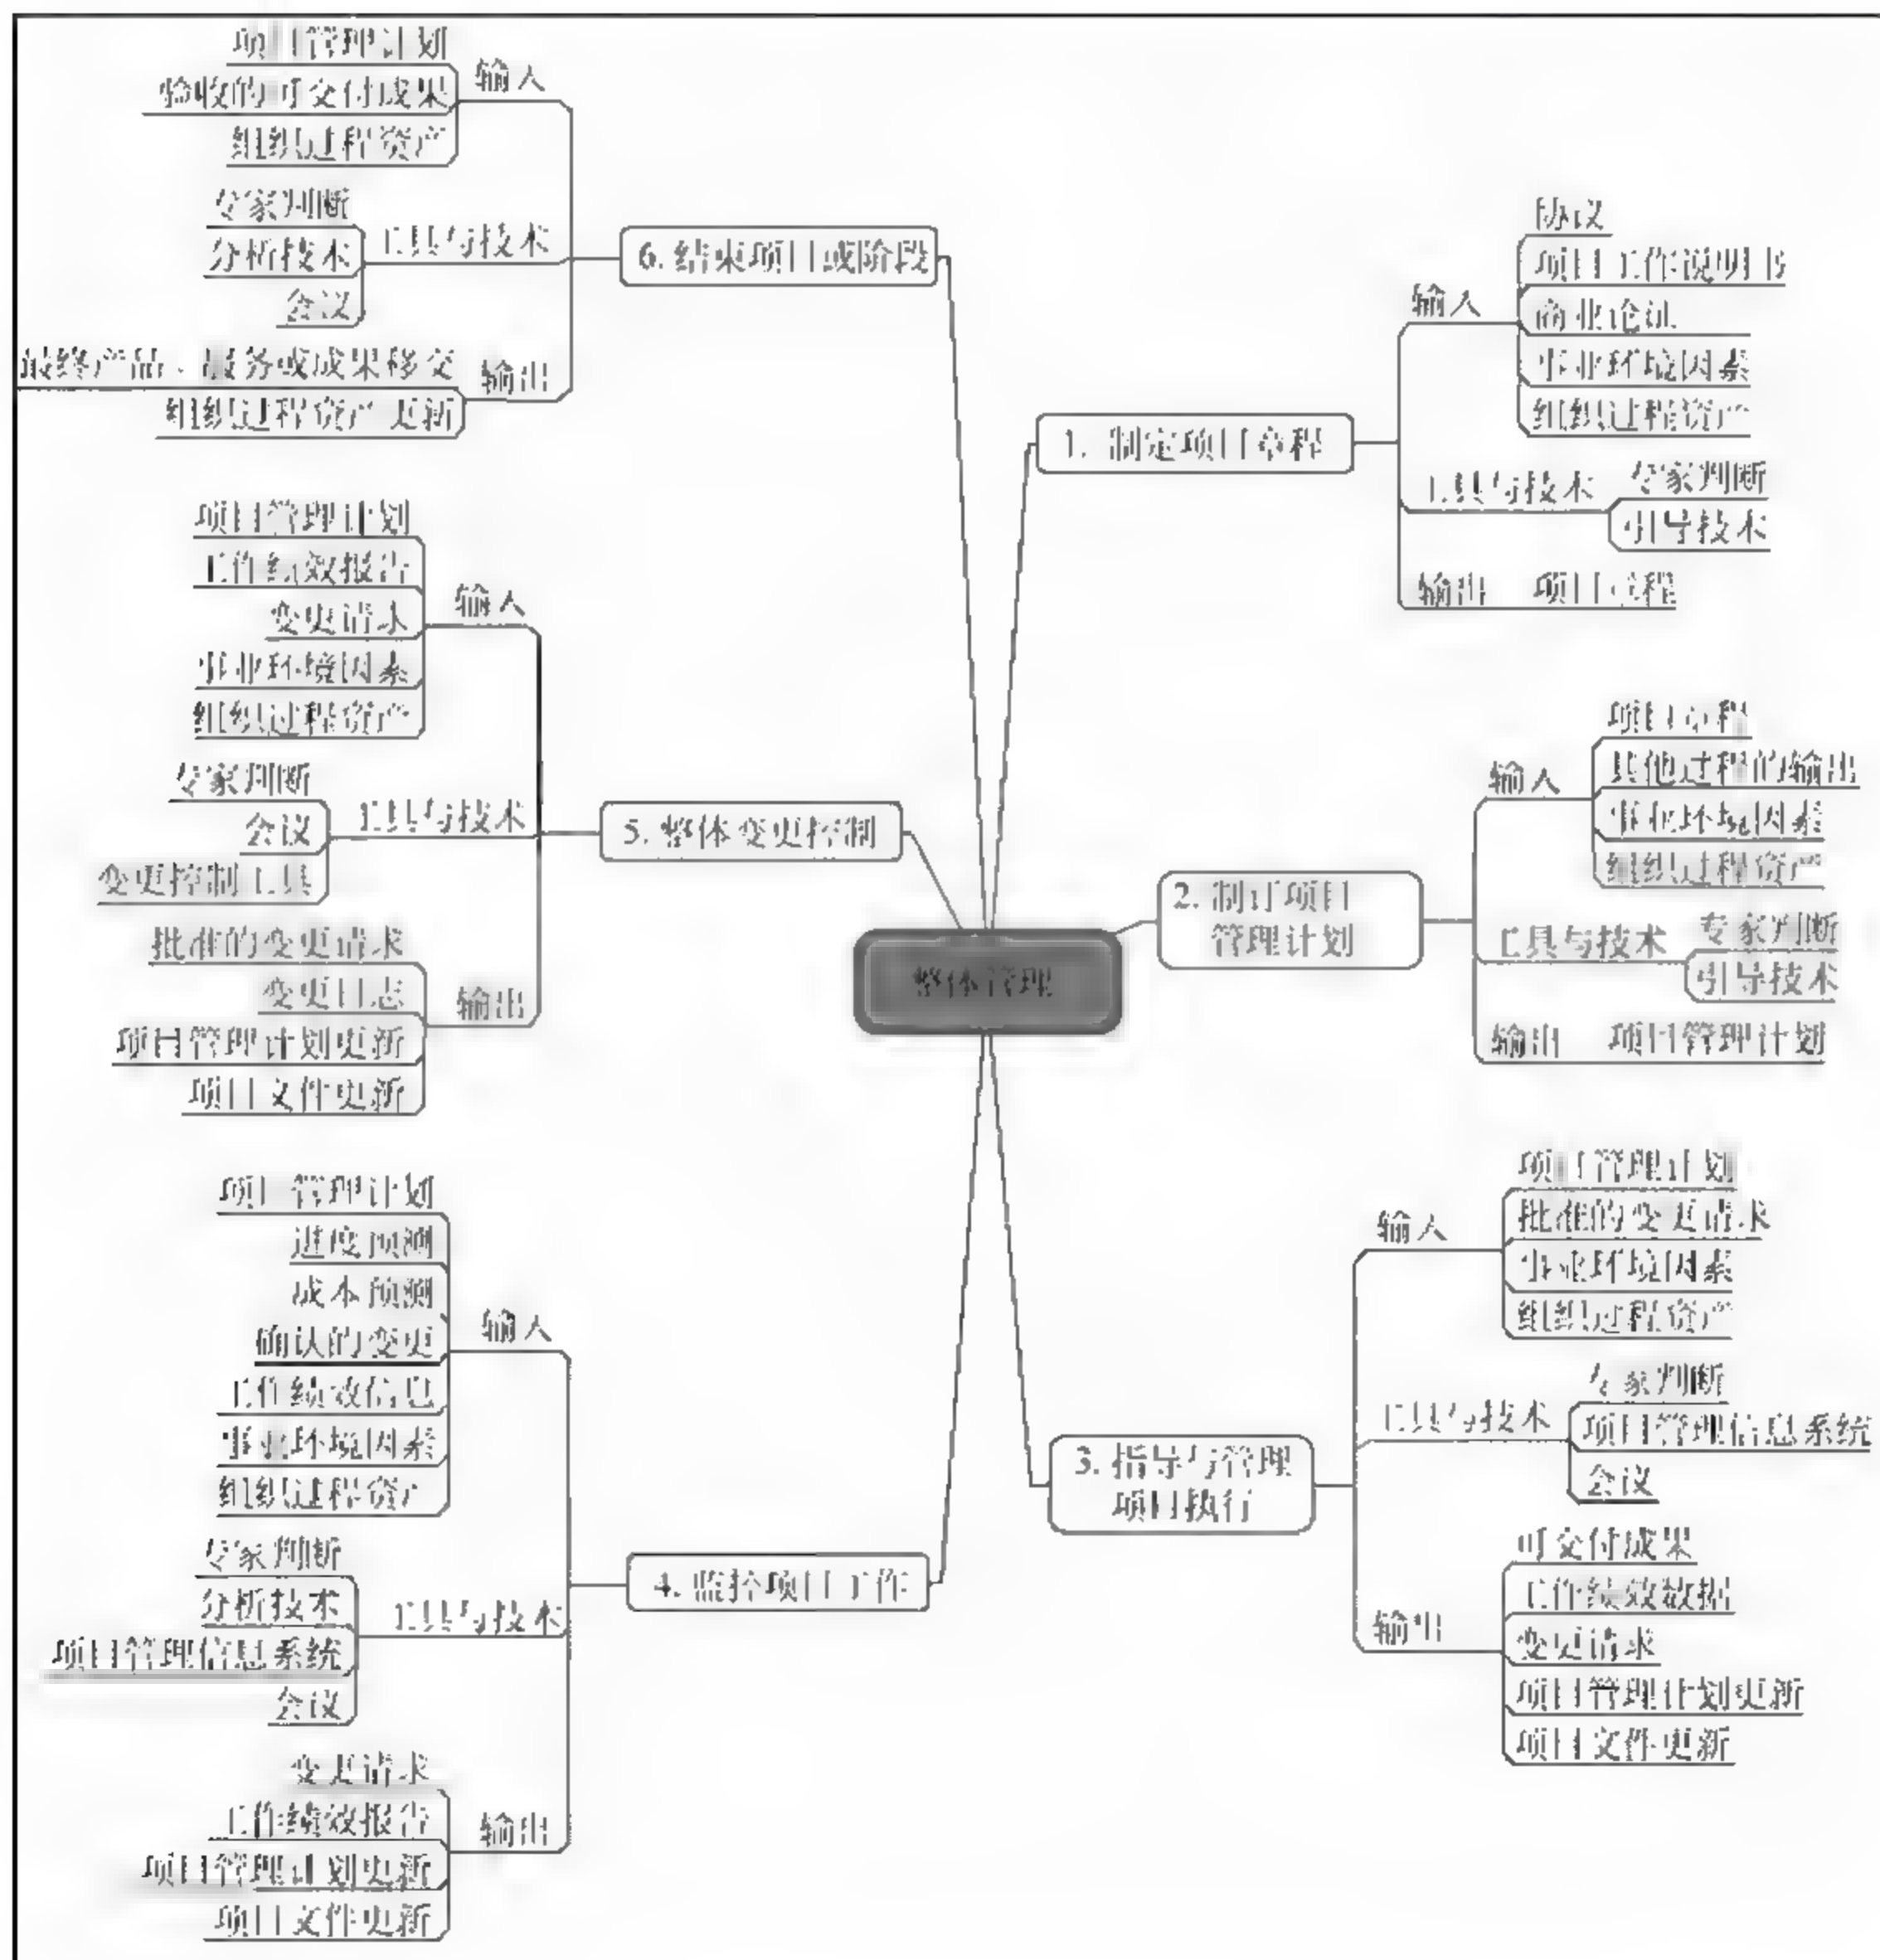 整体管理
1. 制定项目章程
输入
协议
项目工作说明书
商业论证
事业环境因素
组织过程资产
工具与技术
专家判断
引导技术
输出
项目章程
2. 制订项目
管理计划
输入
项目章程
其他过程的输出
事业环境因素
组织过程资产
工具与技术
专家判断
引导技术
输出
项目管理计划
3. 指导与管理
项目执行
输入
项目管理计划
批准的变更请求
事业环境因素
组织过程资产
工具与技术
专家判断
项目管理信息系统
会议
输出
可交付成果
工作绩效数据
变更请求
项目管理计划更新
项目文件更新
4. 监控项目工作
输入
项目管理计划
进度预测
成本预测
确认的变更
工作绩效信息
事业环境因素
组织过程资产
工具与技术
专家判断
分析技术
项目管理信息系统
会议
输出
变更请求
工作绩效报告
项目管理计划更新
项目文件更新
5. 整体变更控制
输入
项目管理计划
工作绩效报告
变更请求
事业环境因素
组织过程资产
工具与技术
专家判断
会议
变更控制工具
输出
批准的变更请求
变更日志
项目管理计划更新
项目文件更新
6. 结束项目或阶段
输入
项目管理计划
验收的可交付成果
组织过程资产
工具与技术
专家判断
分析技术
会议
输出
最终产品、服务或成果移交
组织过程资产更新